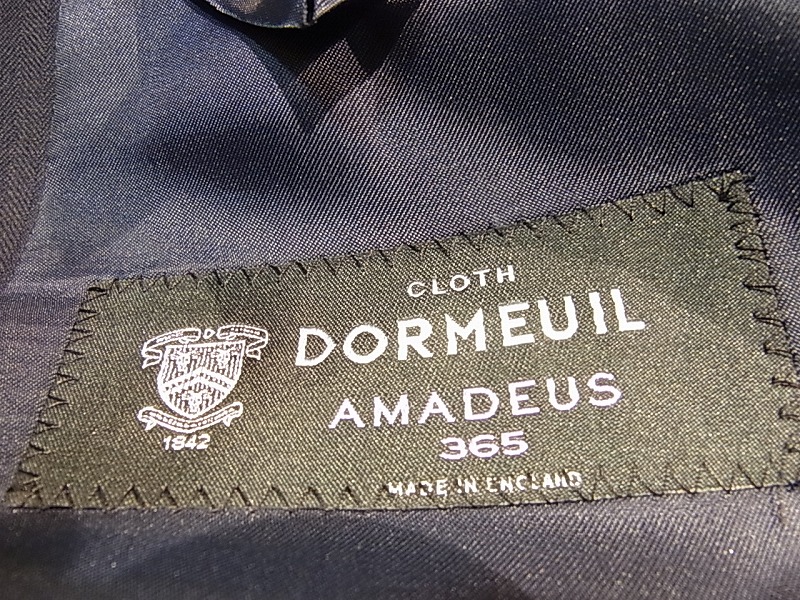 CLOTH
DORMEUIL
AMADEUS
365
MADE IN ENGLAND
D
1842